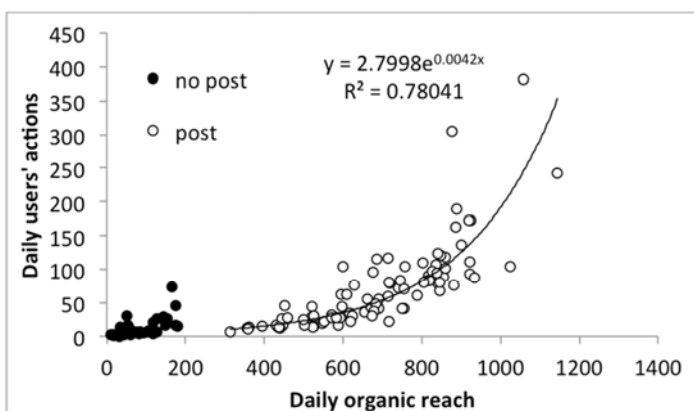 450
400
350
300
250
200
150
100
50
0
Daily users' actions
no post
post
y = 2.7998e^0.0042x
R² = 0.78041
0 200 400 600 800 1000 1200 1400
Daily organic reach